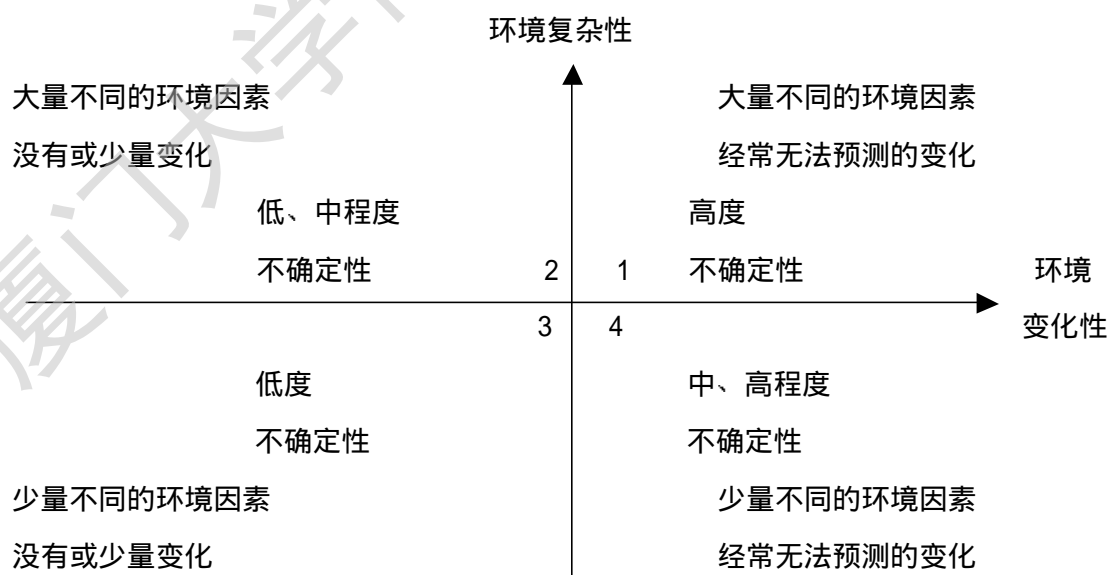 环境复杂性
大量不同的环境因素
没有或少量变化
低、中程度
不确定性
2
大量不同的环境因素
经常无法预测的变化
高度
不确定性
1
环境
变化性
3
低度
不确定性
少量不同的环境因素
没有或少量变化
4
中、高程度
不确定性
少量不同的环境因素
经常无法预测的变化
厦门大学